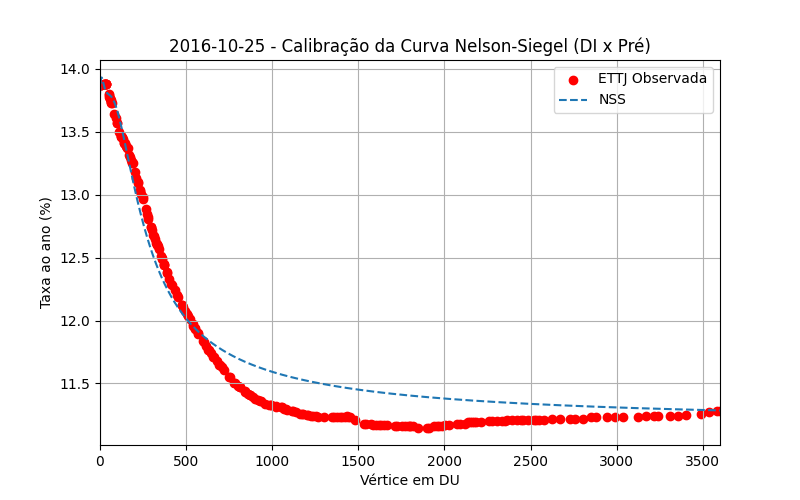 2016-10-25 - Calibração da Curva Nelson-Siegel (DI x Pré)
ETTJ Observada
NSS
Taxa ao ano (%)
14.0
13.5
13.0
12.5
12.0
11.5
0 500 1000 1500 2000 2500 3000 3500
Vértice em DU